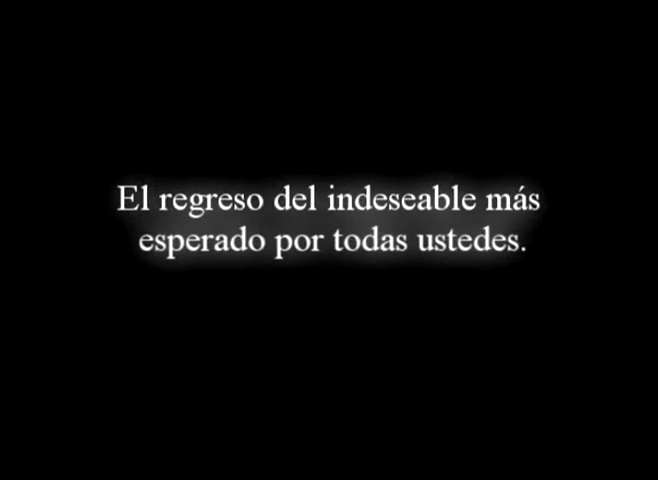 El regreso del indeseable más
esperado por todas ustedes.